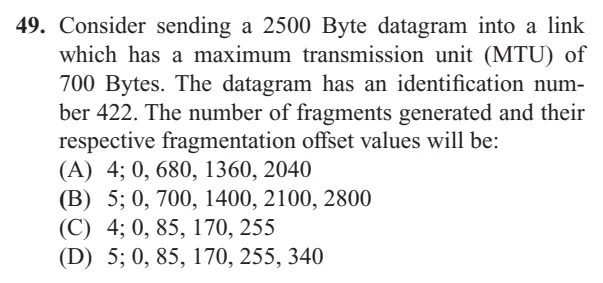 49. Consider sending a 2500 Byte datagram into a link
which has a maximum transmission unit (MTU) of
700 Bytes. The datagram has an identification num-
ber 422. The number of fragments generated and their
respective fragmentation offset values will be:
(A) 4; 0, 680, 1360, 2040
(B) 5; 0, 700, 1400, 2100, 2800
(C) 4; 0, 85, 170, 255
(D) 5; 0, 85, 170, 255, 340